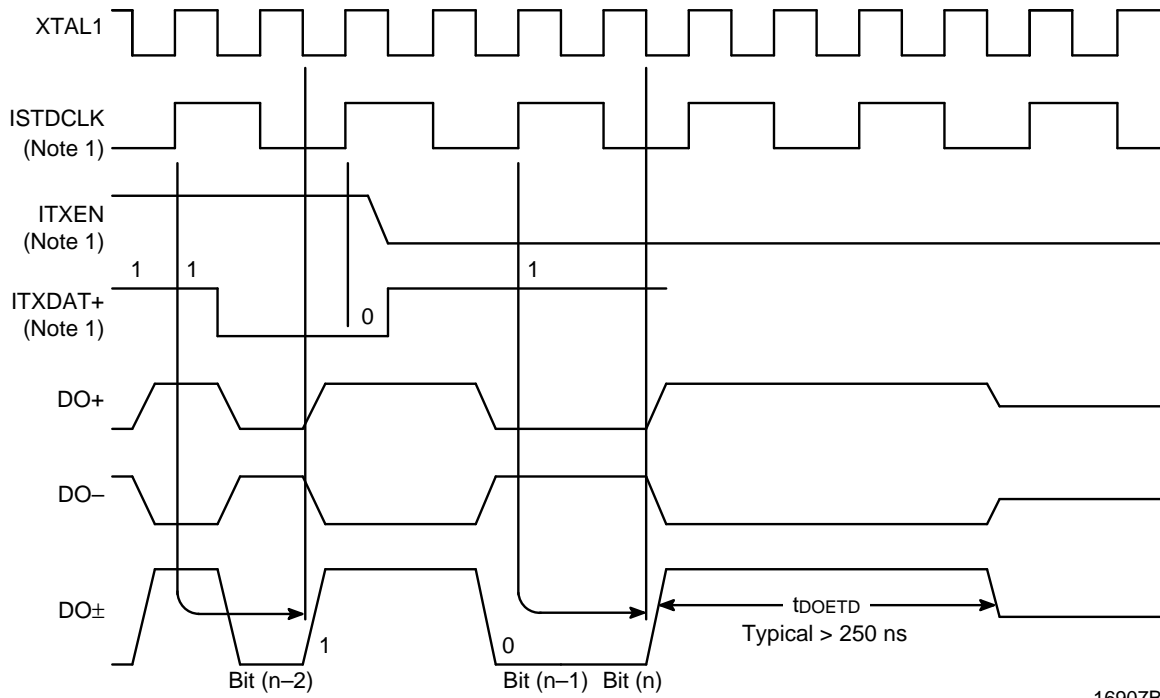 XTAL1
ISTDCLK
(Note 1)
ITXEN
(Note 1)
1 1 1
ITXDAT+
(Note 1)
0
DO+
DO–
DO±
1 0
tDOETD
Typical > 250 ns
Bit (n–2) Bit (n–1) Bit (n)
16907B